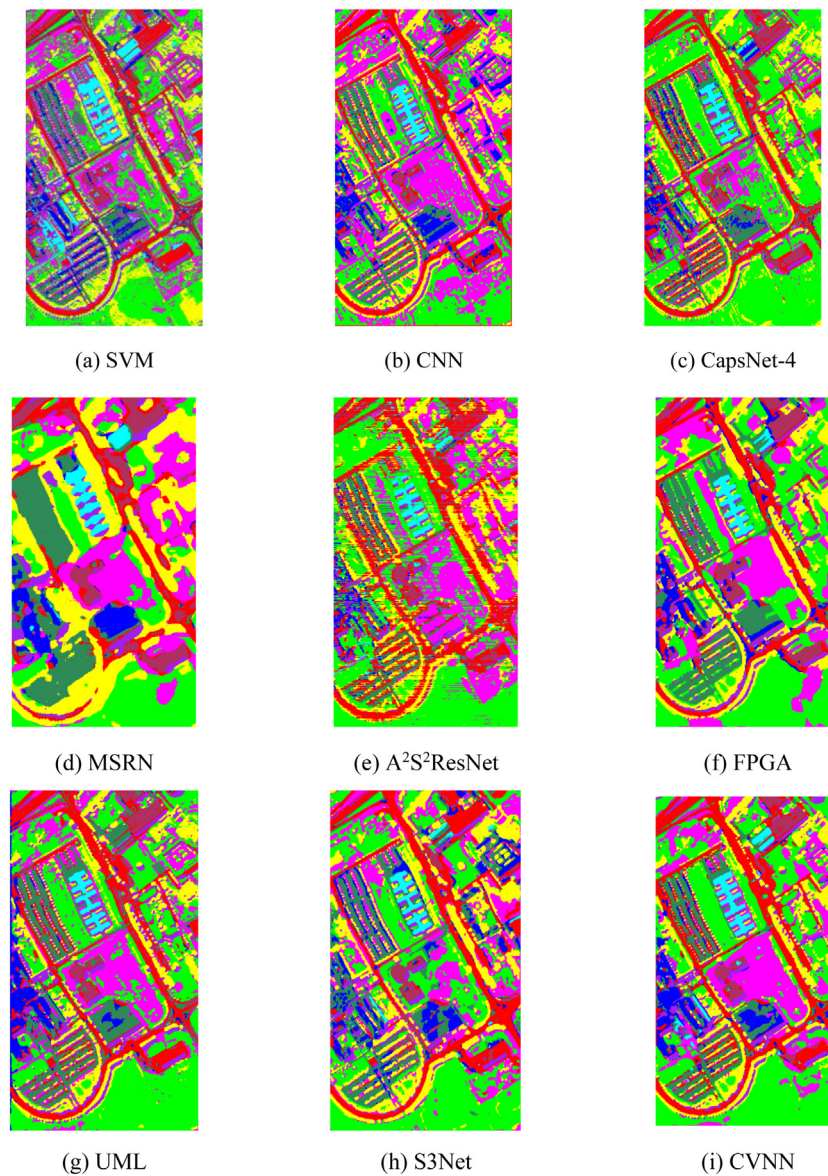 (a) SVM
(b) CNN
(c) CapsNet-4
(d) MSRN
(e) A²S²ResNet
(f) FPGA
(g) UML
(h) S3Net
(i) CVNN